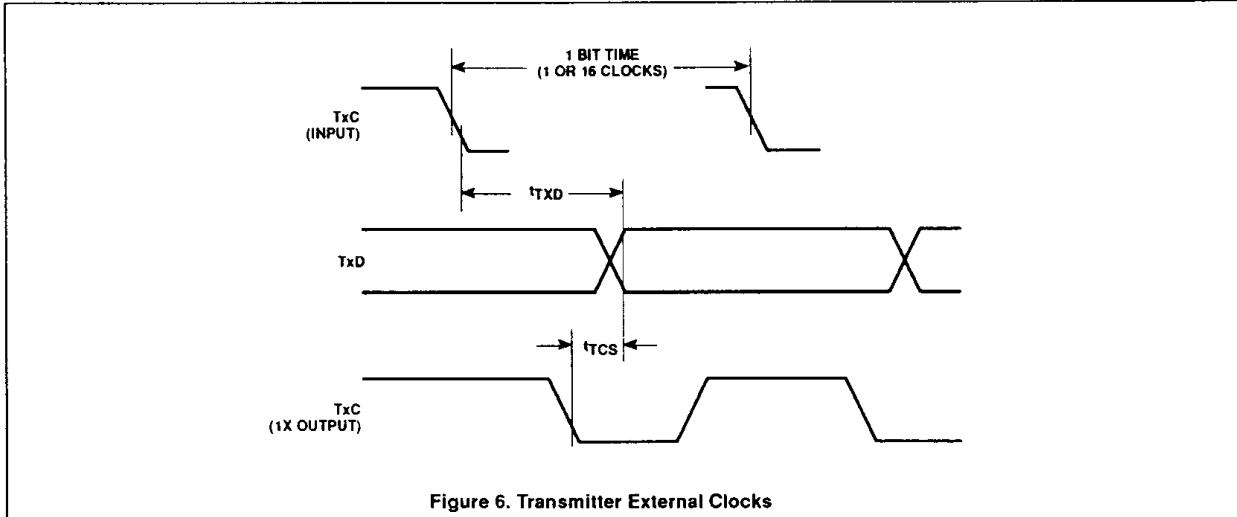 1 BIT TIME
(1 OR 16 CLOCKS)
TxC
(INPUT)
tTXD
TxD
tTCS
TxC
(1X OUTPUT)
Figure 6. Transmitter External Clocks